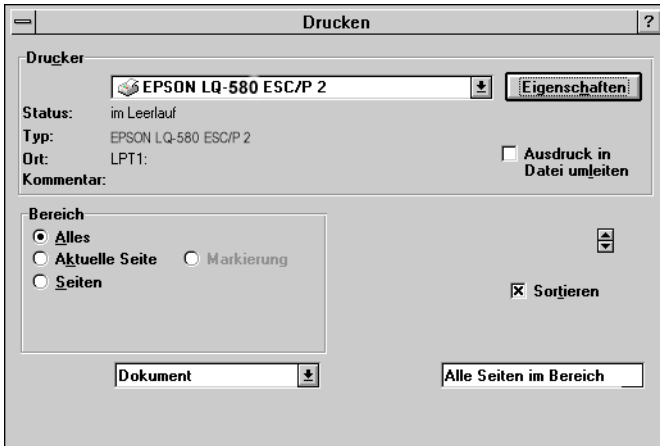 Drucken ?
Drucker
EPSON LQ-580 ESC/P 2
Eigenschaften
Status: im Leerlauf
Typ: EPSON LQ-580 ESC/P 2
Ort: LPT1:
Kommentar:
Ausdruck in
Datei umleiten
Bereich
Alles
Aktuelle Seite Markierung
Seiten
Sortieren
Dokument
Alle Seiten im Bereich